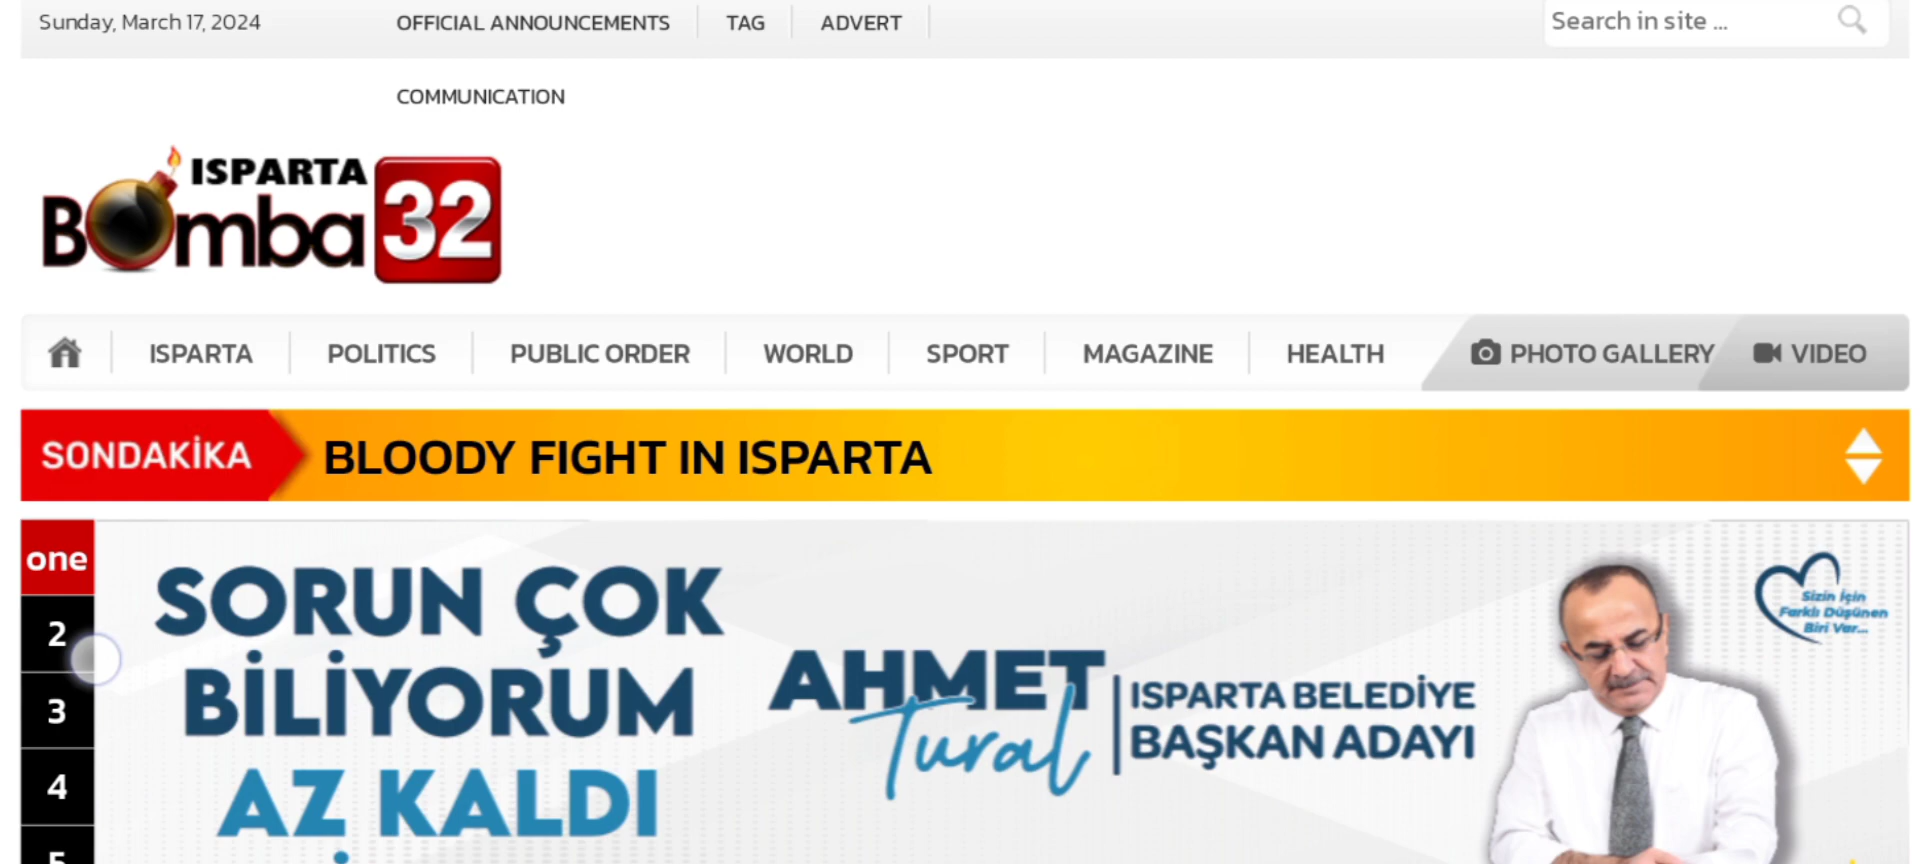 Sunday, March 17, 2024
OFFICIAL ANNOUNCEMENTS
TAG
ADVERT
Search in site ...
COMMUNICATION
ISPARTA
Bomba 32
ISPARTA
POLITICS
PUBLIC ORDER
WORLD
SPORT
MAGAZINE
HEALTH
PHOTO GALLERY
VIDEO
SONDAKİKA
BLOODY FIGHT IN ISPARTA
one
2
3
4
5
SORUN ÇOK
BİLİYORUM
AZ KALDI
AHMET
Tural
ISPARTA BELEDİYE
BAŞKAN ADAYI
Sizin İçin
Farklı Düşünen
Biri Var...